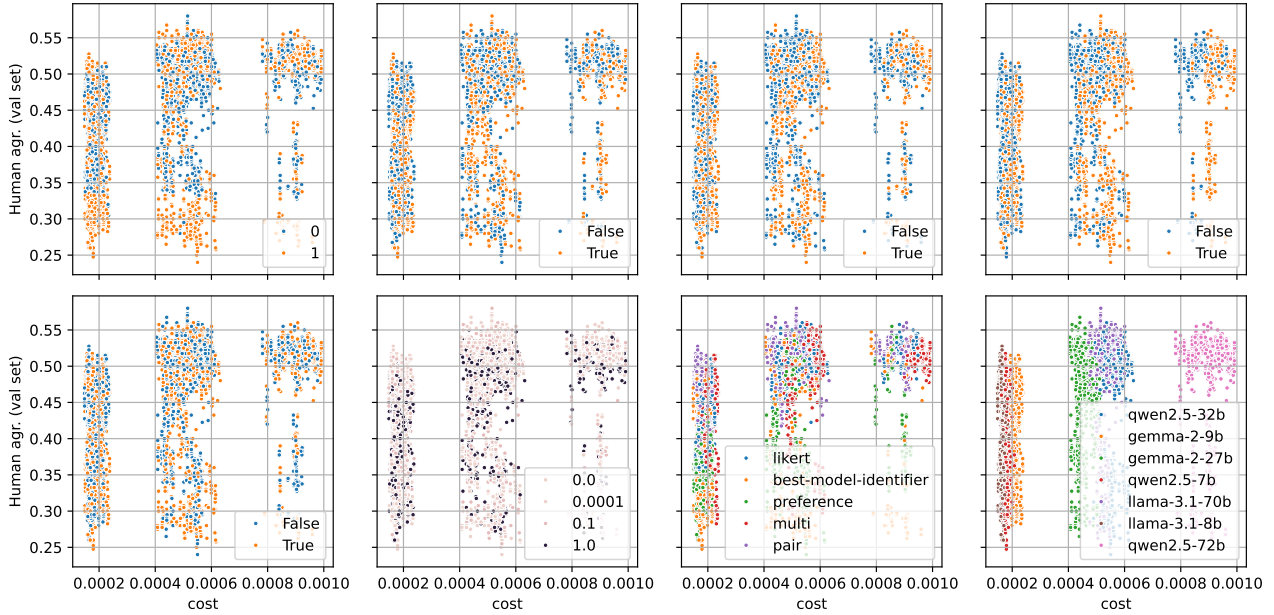 Human agr. (val set)
0.55
0.50
0.45
0.40
0.35
0.30
0.25
0
1
False
True
False
True
False
True
Human agr. (val set)
0.55
0.50
0.45
0.40
0.35
0.30
0.25
False
True
0.0002 0.0004 0.0006 0.0008 0.0010
cost
0.0
0.0001
0.1
1.0
0.0002 0.0004 0.0006 0.0008 0.0010
cost
likert
best-model-identifier
preference
multi
pair
0.0002 0.0004 0.0006 0.0008 0.0010
cost
qwen2.5-32b
gemma-2-9b
gemma-2-27b
qwen2.5-7b
llama-3.1-70b
llama-3.1-8b
qwen2.5-72b
0.0002 0.0004 0.0006 0.0008 0.0010
cost